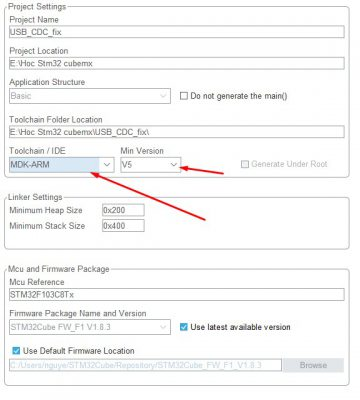 Project Settings
Project Name
USB_CDC_fix
Project Location
E:\Hoc Stm32 cubemx
Application Structure
Basic
Do not generate the main()
Toolchain Folder Location
E:\Hoc Stm32 cubemx\USB_CDC_fix\
Toolchain / IDE
Min Version
MDK-ARM
V5
Generate Under Root
Linker Settings
Minimum Heap Size
0x200
Minimum Stack Size
0x400
Mcu and Firmware Package
Mcu Reference
STM32F103C8Tx
Firmware Package Name and Version
STM32Cube FW_F1 V1.8.3
Use latest available version
Use Default Firmware Location
C:/Users/nguye/STM32Cube/Repository/STM32Cube_FW_F1_V1.8.3
Browse